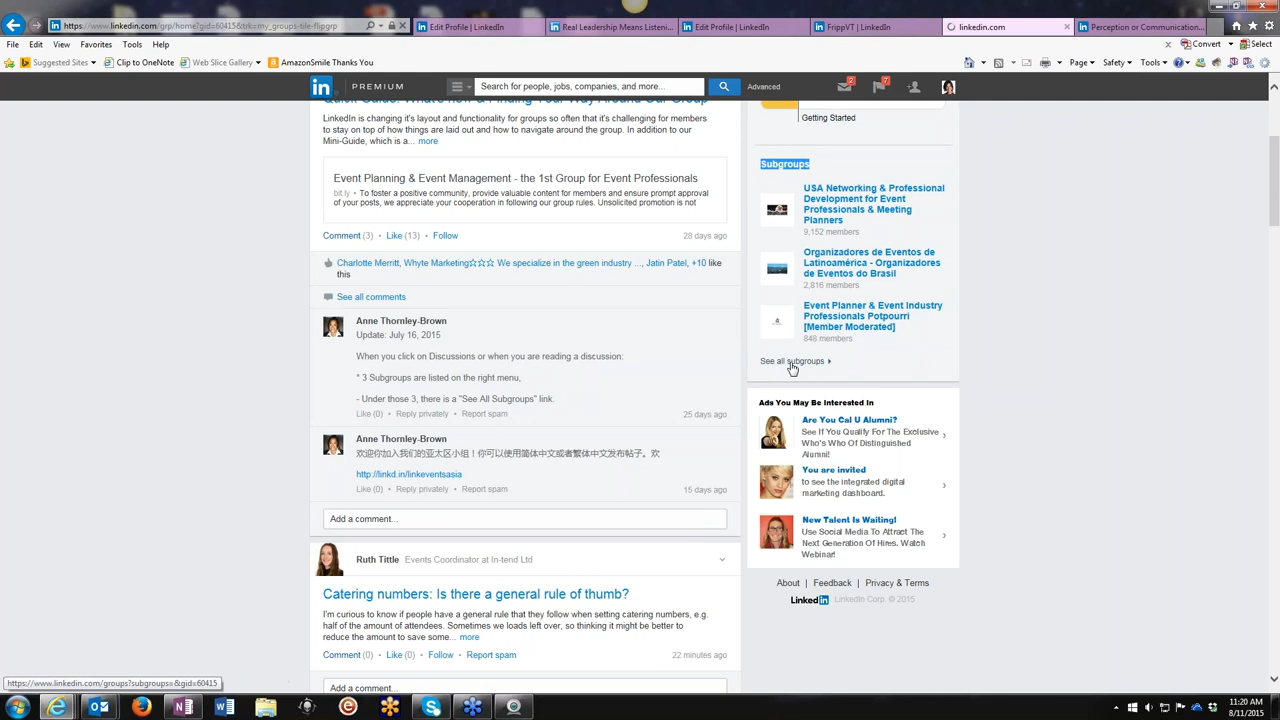 https://www.linkedin.com/grp/home?gid=60415&trk=my_groups-tile-flipgrp
Edit Profile | LinkedIn
Real Leadership Means Listeni...
Edit Profile | LinkedIn
FrippVT | LinkedIn
linkedin.com
Perception or Communication...
File Edit View Favorites Tools Help
Convert Select
Suggested Sites Clip to OneNote Web Slice Gallery AmazonSmile Thanks You
Page Safety Tools
in PREMIUM
Search for people, jobs, companies, and more...
Advanced
2
7
Quick Guide: What's new & Finding Your Way Around Our Group
LinkedIn is changing it's layout and functionality for groups so often that it's challenging for members
to stay on top of how things are laid out and how to navigate around the group. In addition to our
Mini-Guide, which is a... more
Event Planning & Event Management - the 1st Group for Event Professionals
bit.ly • To foster a positive community, provide valuable content for members and ensure prompt approval
of your posts, we appreciate your cooperation in following our group rules. Unsolicited promotion is not
Comment (3) • Like (13) • Follow
28 days ago
Charlotte Merritt, Whyte Marketing☆☆☆ We specialize in the green industry ..., Jatin Patel, +10 like
this
See all comments
Anne Thornley-Brown
Update: July 16, 2015
When you click on Discussions or when you are reading a discussion:
* 3 Subgroups are listed on the right menu,
- Under those 3, there is a "See All Subgroups" link.
Like (0) • Reply privately • Report spam
25 days ago
Anne Thornley-Brown
欢迎你加入我们的亚太区小组！你可以使用简体中文或者繁体中文发布帖子。欢
http://linkd.in/linkeventsasia
Like (0) • Reply privately • Report spam
15 days ago
Add a comment...
Ruth Tittle Events Coordinator at In-tend Ltd
Catering numbers: Is there a general rule of thumb?
I'm curious to know if people have a general rule that they follow when setting catering numbers, e.g.
half of the amount of attendees. Sometimes we loads left over, so thinking it might be better to
reduce the amount to save some... more
Comment (0) • Like (0) • Follow • Report spam
22 minutes ago
Add a comment...
Getting Started
Subgroups
USA Networking & Professional
Development for Event
Professionals & Meeting
Planners
9,152 members
Organizadores de Eventos de
Latinoamérica - Organizadores
de Eventos do Brasil
2,816 members
Event Planner & Event Industry
Professionals Potpourri
[Member Moderated]
848 members
See all subgroups
Ads You May Be Interested In
Are You Cal U Alumni?
See If You Qualify For The Exclusive
Who's Who Of Distinguished
Alumni!
You are invited
to see the integrated digital
marketing dashboard.
New Talent Is Waiting!
Use Social Media To Attract The
Next Generation Of Hires. Watch
Webinar!
About | Feedback | Privacy & Terms
LinkedIn LinkedIn Corp. © 2015
https://www.linkedin.com/groups?subgroups=&gid=60415
11:20 AM
8/11/2015